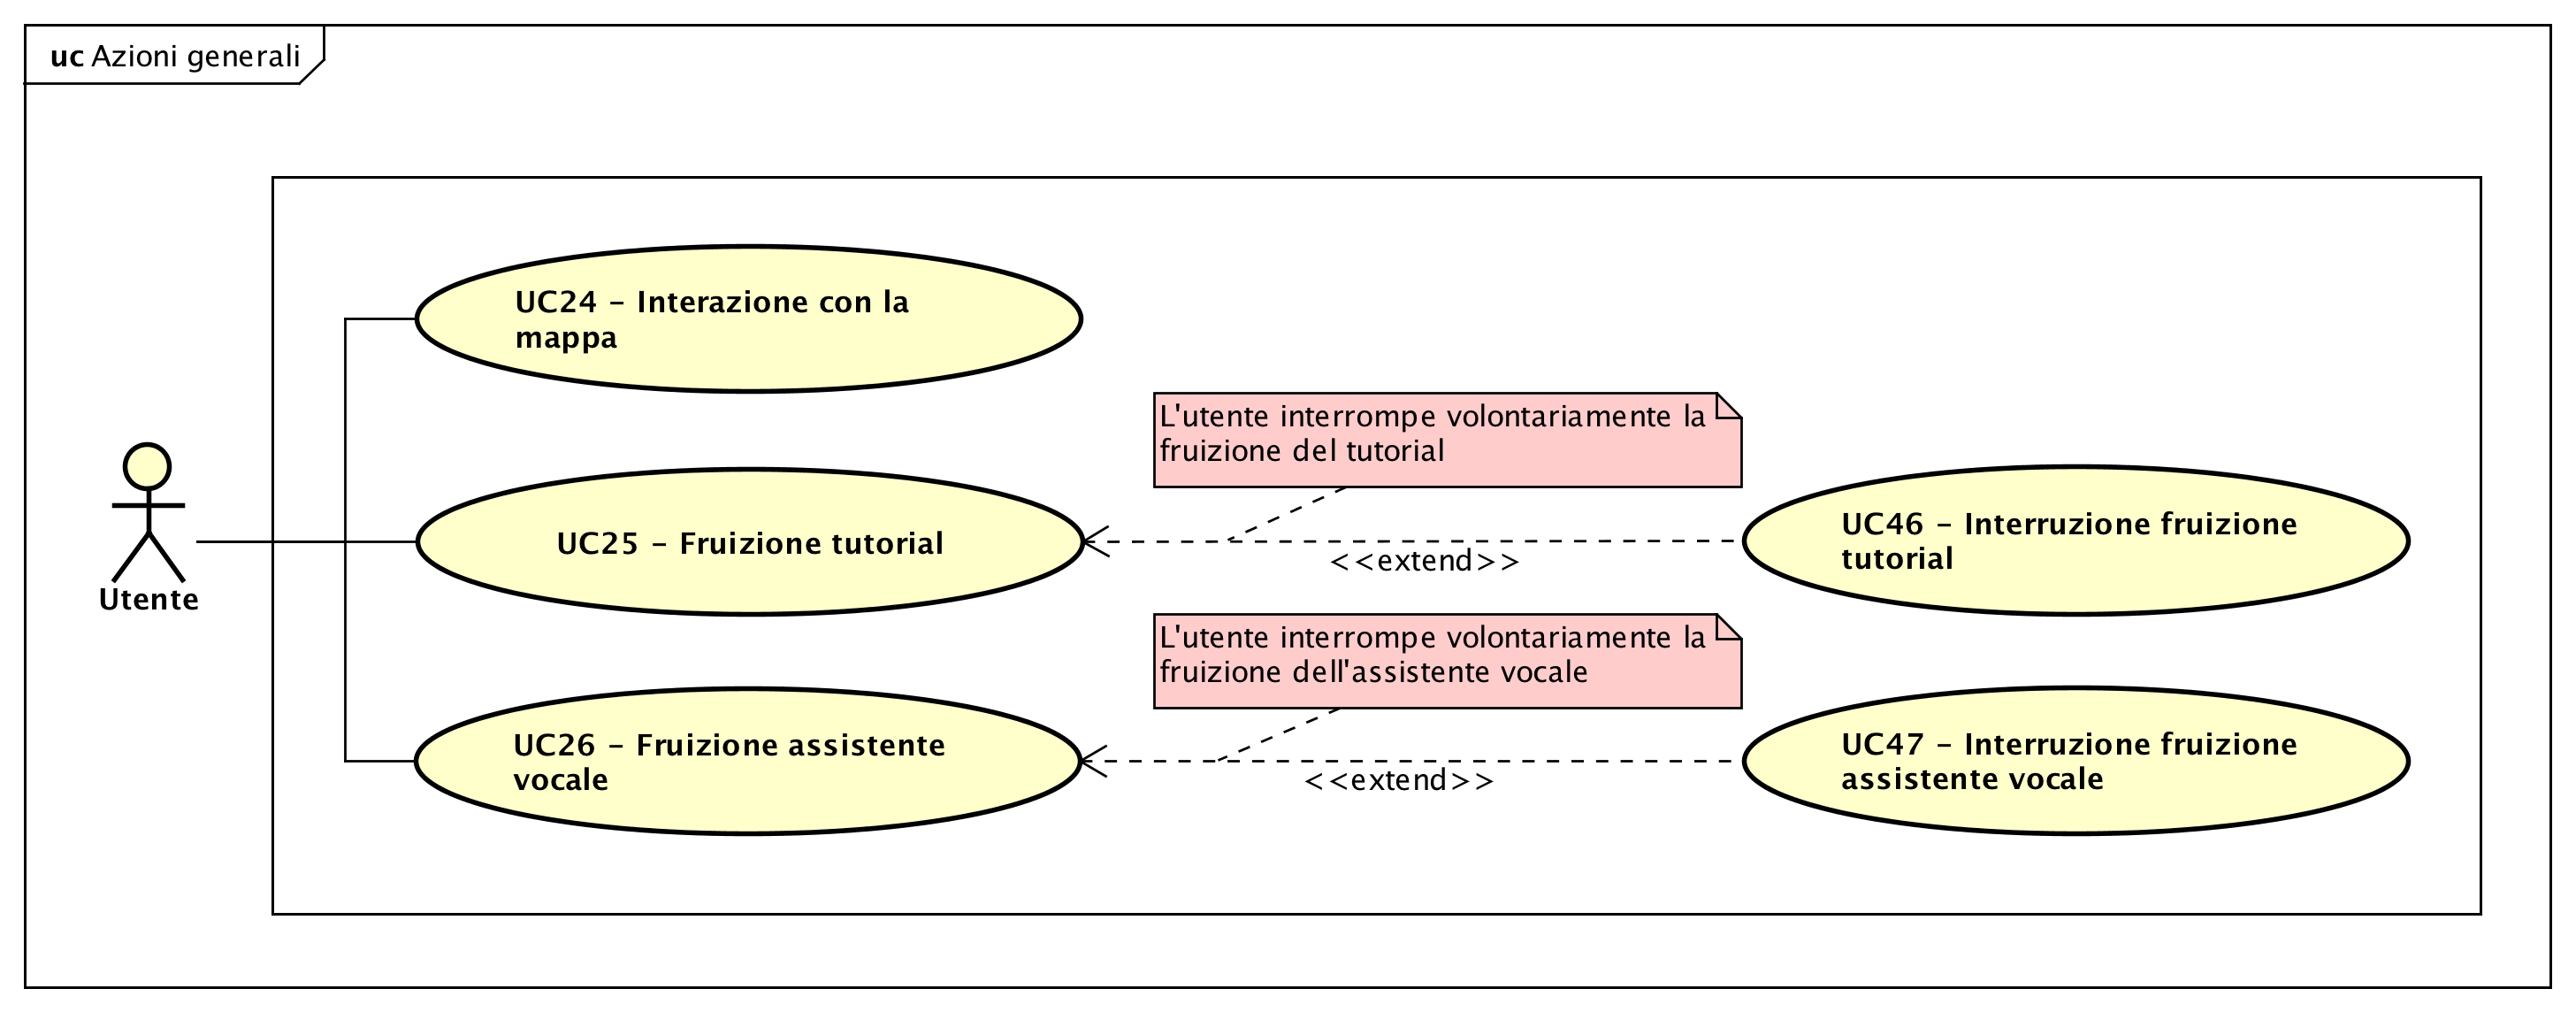 uc Azioni generali
UC24 – Interazione con la
mappa
L'utente interrompe volontariamente la
fruizione del tutorial
UC25 – Fruizione tutorial
<<extend>>
UC46 – Interruzione fruizione
tutorial
Utente
L'utente interrompe volontariamente la
fruizione dell'assistente vocale
UC26 – Fruizione assistente
vocale
<<extend>>
UC47 – Interruzione fruizione
assistente vocale